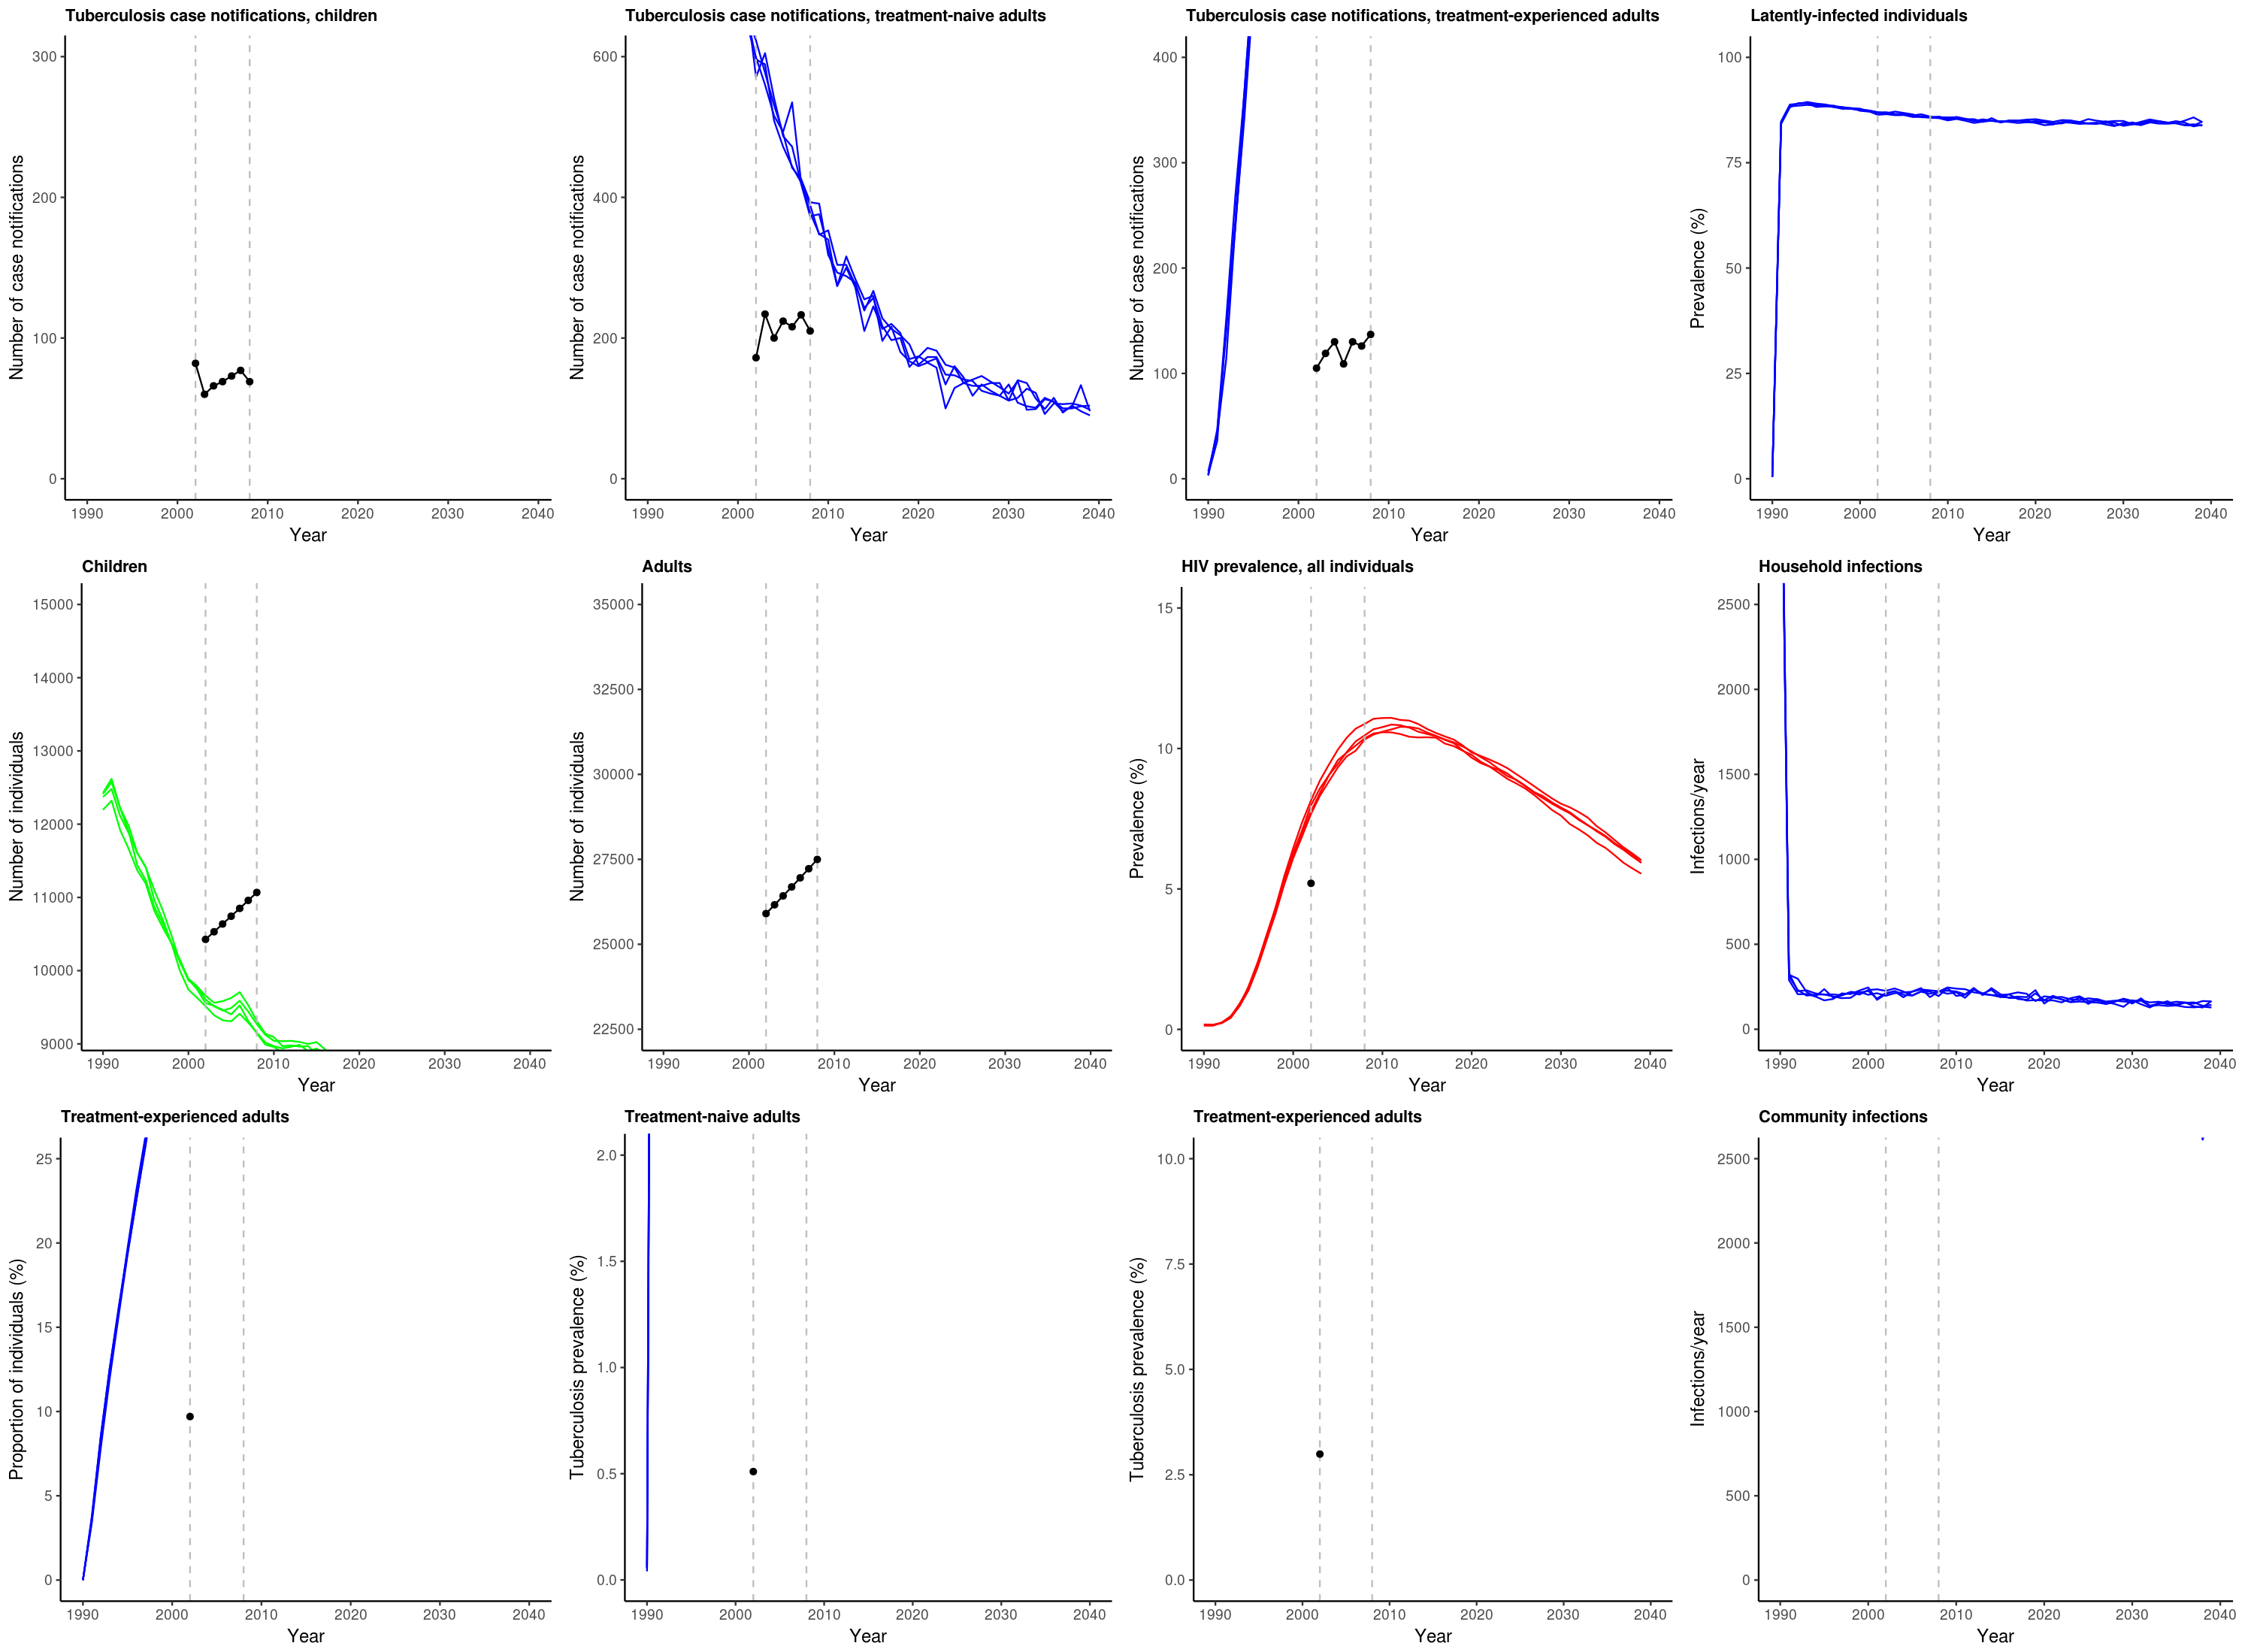 Tuberculosis case notifications, children
Number of case notifications
300
200
100
0
1990 2000 2010 2020 2030 2040
Year
Tuberculosis case notifications, treatment-naive adults
Number of case notifications
600
400
200
0
1990 2000 2010 2020 2030 2040
Year
Tuberculosis case notifications, treatment-experienced adults
Number of case notifications
400
300
200
100
0
1990 2000 2010 2020 2030 2040
Year
Latently-infected individuals
Prevalence (%)
100
75
50
25
0
1990 2000 2010 2020 2030 2040
Year
Children
Number of individuals
15000
14000
13000
12000
11000
10000
9000
1990 2000 2010 2020 2030 2040
Year
Adults
Number of individuals
35000
32500
30000
27500
25000
22500
1990 2000 2010 2020 2030 2040
Year
HIV prevalence, all individuals
Prevalence (%)
15
10
5
0
1990 2000 2010 2020 2030 2040
Year
Household infections
Infections/year
2500
2000
1500
1000
500
0
1990 2000 2010 2020 2030 2040
Year
Treatment-experienced adults
Proportion of individuals (%)
25
20
15
10
5
0
1990 2000 2010 2020 2030 2040
Year
Treatment-naive adults
Tuberculosis prevalence (%)
2.0
1.5
1.0
0.5
0.0
1990 2000 2010 2020 2030 2040
Year
Treatment-experienced adults
Tuberculosis prevalence (%)
10.0
7.5
5.0
2.5
0.0
1990 2000 2010 2020 2030 2040
Year
Community infections
Infections/year
2500
2000
1500
1000
500
0
1990 2000 2010 2020 2030 2040
Year